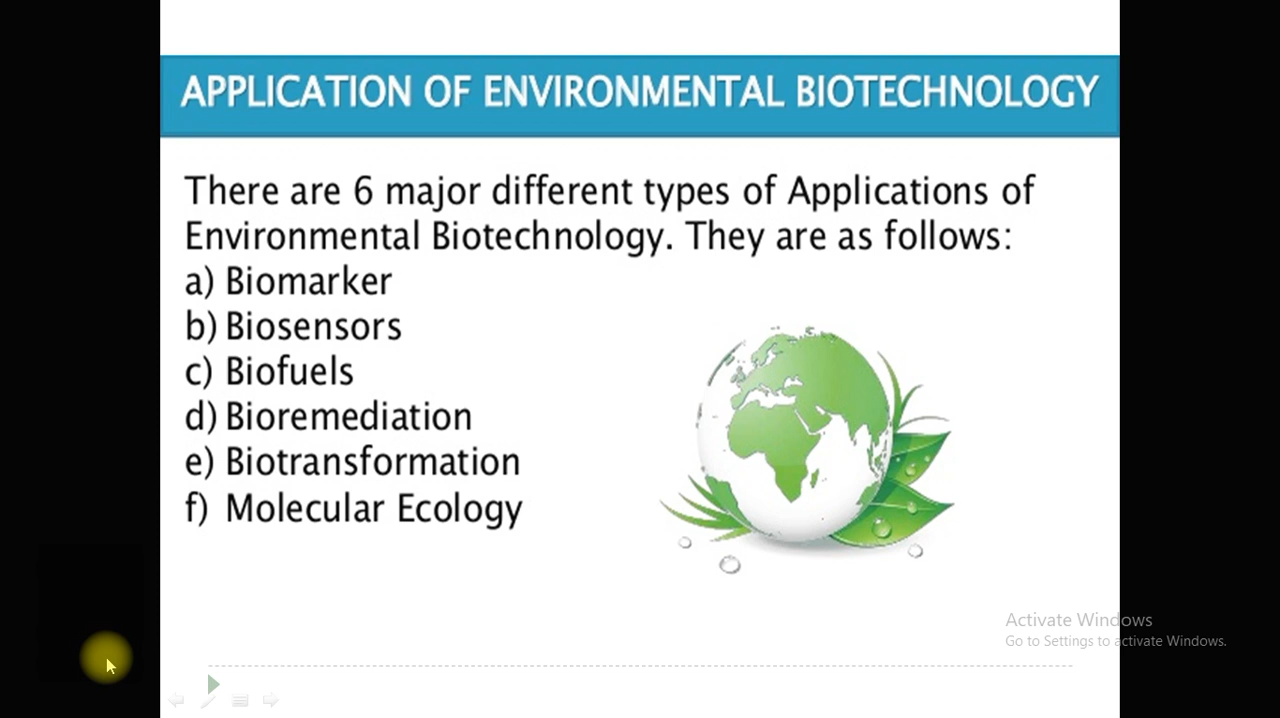 APPLICATION OF ENVIRONMENTAL BIOTECHNOLOGY
There are 6 major different types of Applications of
Environmental Biotechnology. They are as follows:
a) Biomarker
b) Biosensors
c) Biofuels
d) Bioremediation
e) Biotransformation
f) Molecular Ecology
Activate Windows
Go to Settings to activate Windows.